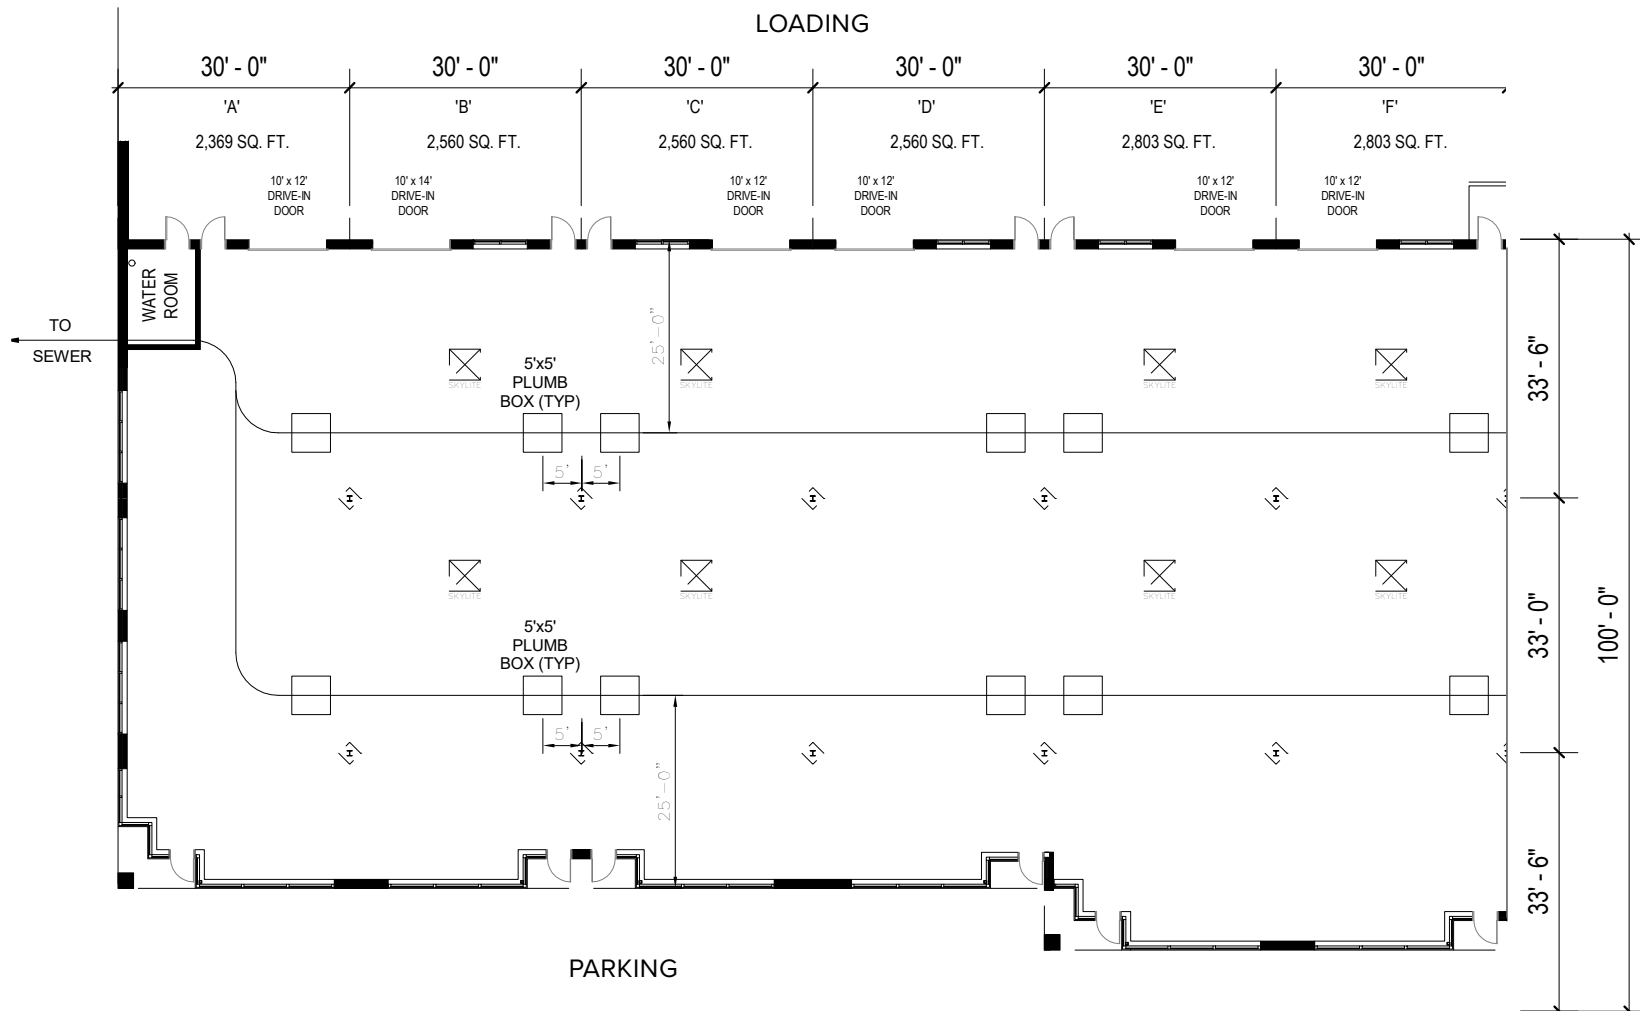 LOADING
30' - 0"
30' - 0"
30' - 0"
30' - 0"
30' - 0"
30' - 0"
'A'
'B'
'C'
'D'
'E'
'F'
2,369 SQ. FT.
2,560 SQ. FT.
2,560 SQ. FT.
2,560 SQ. FT.
2,803 SQ. FT.
2,803 SQ. FT.
10' x 12'
DRIVE-IN
DOOR
10' x 14'
DRIVE-IN
DOOR
10' x 12'
DRIVE-IN
DOOR
10' x 12'
DRIVE-IN
DOOR
10' x 12'
DRIVE-IN
DOOR
10' x 12'
DRIVE-IN
DOOR
WATER
ROOM
TO
SEWER
25'-0"
33' - 6"
SKYLITE
SKYLITE
SKYLITE
SKYLITE
5'x5'
PLUMB
BOX (TYP)
5'
5'
SKYLITE
SKYLITE
SKYLITE
SKYLITE
33' - 0"
100' - 0"
5'x5'
PLUMB
BOX (TYP)
5'
5'
25'-0"
33' - 6"
PARKING